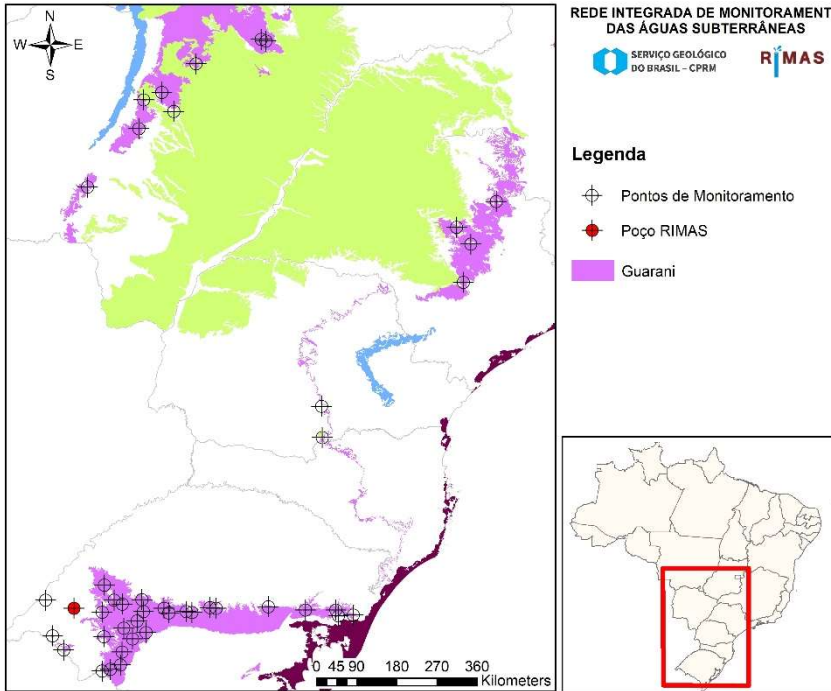 REDE INTEGRADA DE MONITORAMENT
DAS ÁGUAS SUBTERRÂNEAS
SERVIÇO GEOLÓGICO
DO BRASIL – CPRM
RIMAS
N
W E
S
Legenda
Pontos de Monitoramento
Poço RIMAS
Guarani
0 45 90 180 270 360
Kilometers